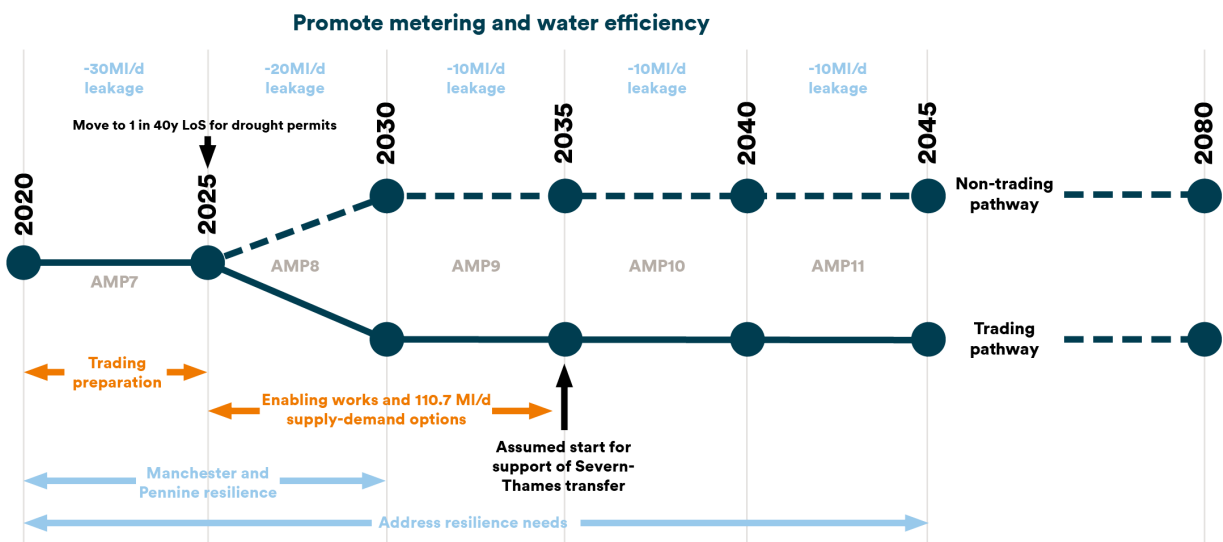 Promote metering and water efficiency
-30Ml/d
leakage
-20Ml/d
leakage
-10Ml/d
leakage
-10Ml/d
leakage
-10Ml/d
leakage
Move to 1 in 40y LoS for drought permits
2020
2025
2030
2035
2040
2045
2080
Non-trading
pathway
AMP7
AMP8
AMP9
AMP10
AMP11
Trading
pathway
Trading
preparation
Enabling works and 110.7 Ml/d
supply-demand options
Assumed start for
support of Severn-
Thames transfer
Manchester and
Pennine resilience
Address resilience needs